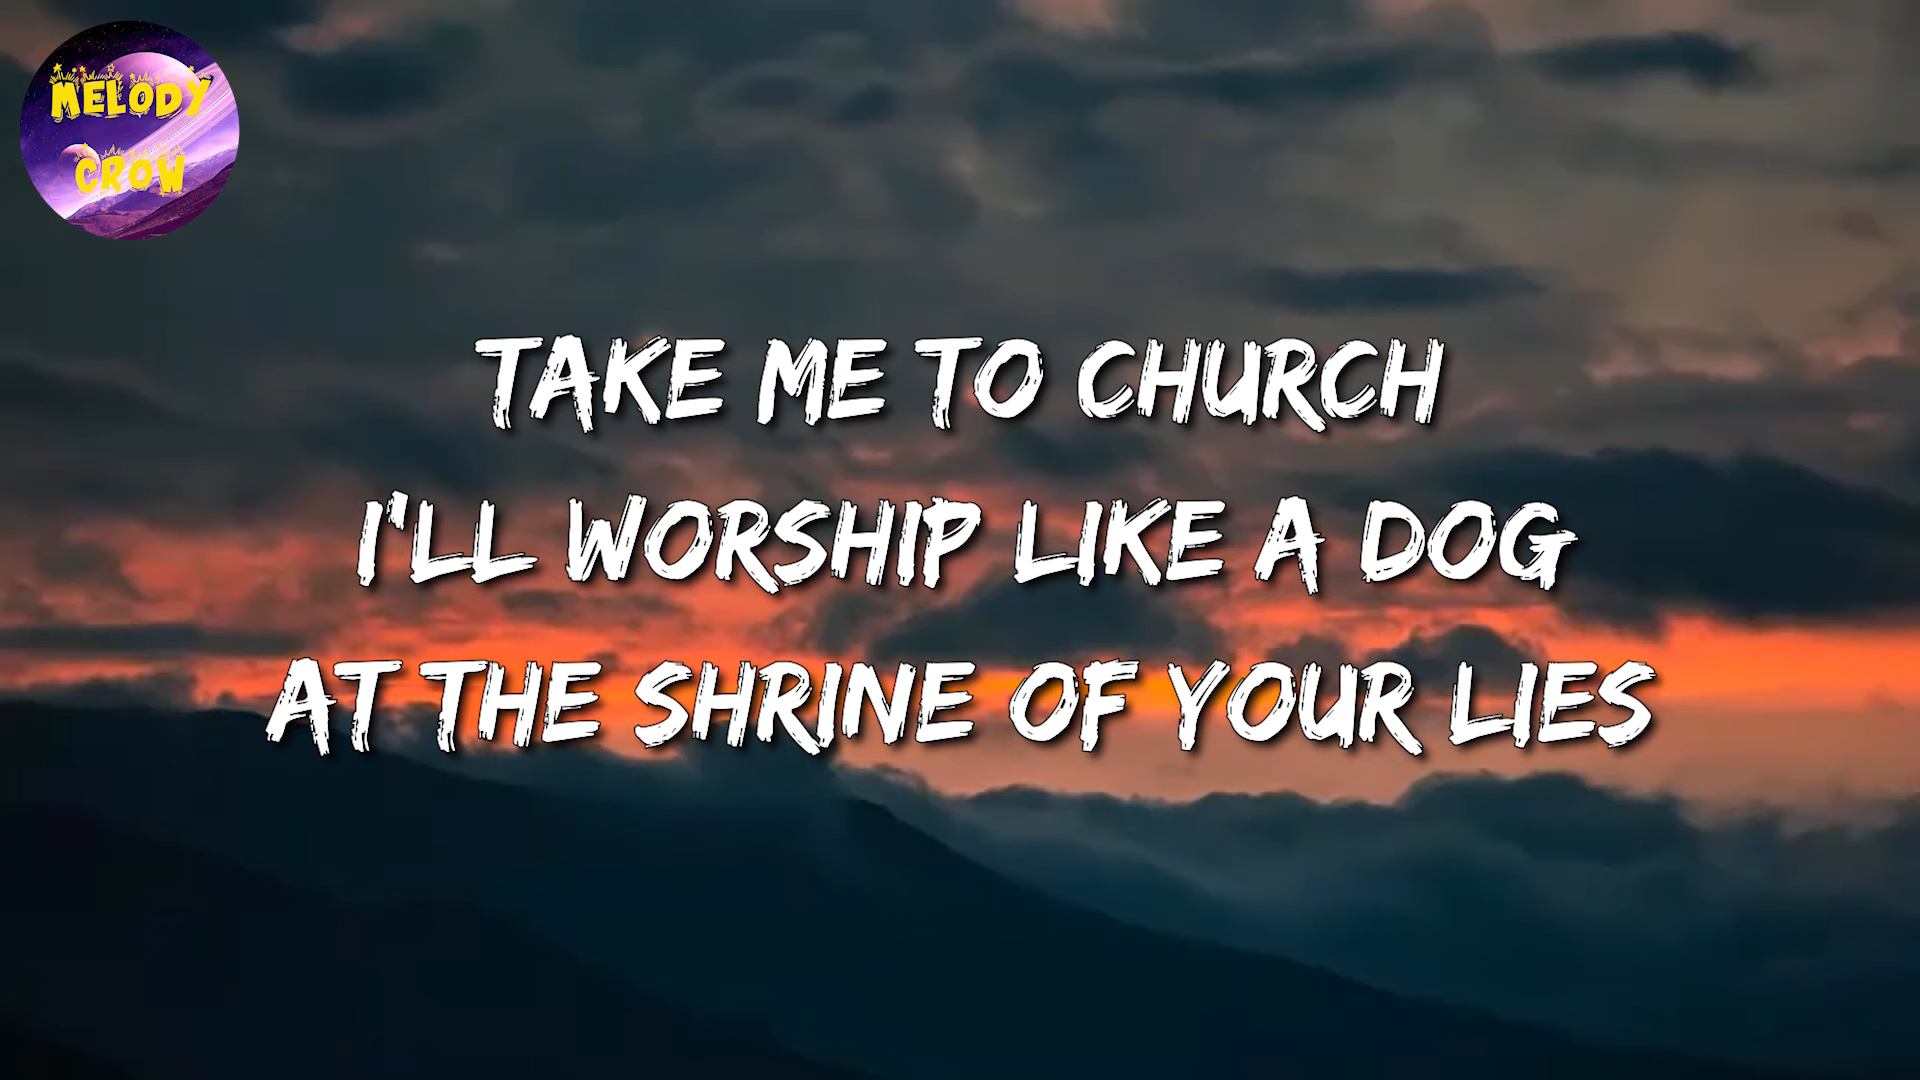 MELODY
CROW
TAKE ME TO CHURCH
I'LL WORSHIP LIKE A DOG
AT THE SHRINE OF YOUR LIES